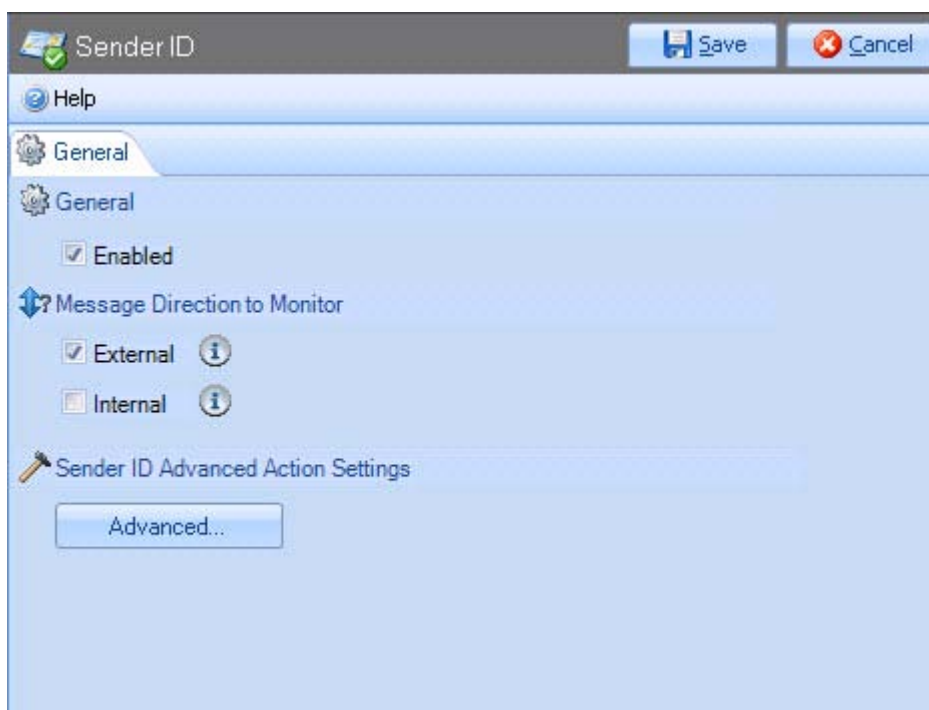 Sender ID
Save
Cancel
Help
General
General
Enabled
? Message Direction to Monitor
External
Internal
Sender ID Advanced Action Settings
Advanced...